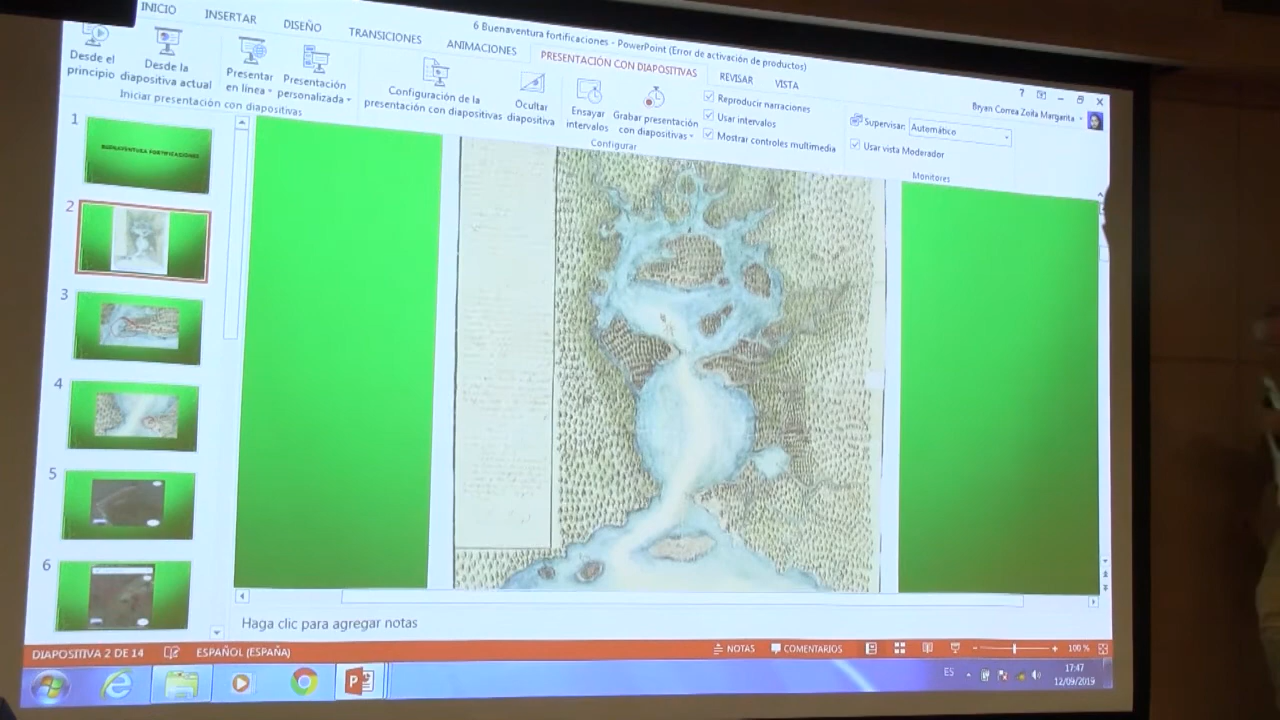 6 Buenaventura fortificaciones - PowerPoint (Error de activación de productos)
INICIO INSERTAR DISEÑO TRANSICIONES ANIMACIONES PRESENTACIÓN CON DIAPOSITIVAS REVISAR VISTA
Bryan Correa Zoila Margarita
Desde el principio
Desde la diapositiva actual
Presentar en línea
Presentación personalizada
Configuración de la presentación con diapositivas
Ocultar diapositiva
Ensayar intervalos
Grabar presentación con diapositivas
Reproducir narraciones
Usar intervalos
Mostrar controles multimedia
Supervisar: Automático
Usar vista Moderador
Iniciar presentación con diapositivas
Configurar
Monitores
1
BUENAVENTURA FORTIFICACIONES
2
3
4
5
6
Haga clic para agregar notas
DIAPOSITIVA 2 DE 14 ESPAÑOL (ESPAÑA) NOTAS COMENTARIOS 100 %
ES 17:47
12/09/2019